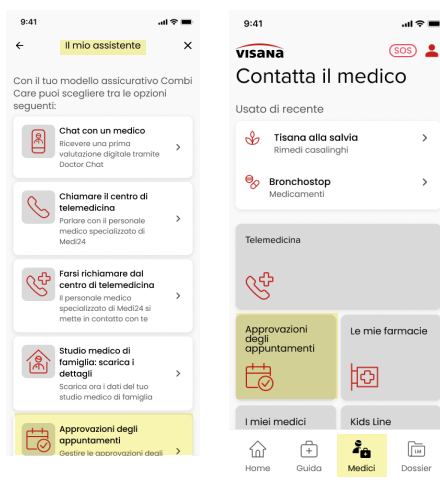 9:41
Il mio assistente
Con il tuo modello assicurativo Combi
Care puoi scegliere tra le opzioni
seguenti:
Chat con un medico
Ricevere una prima
valutazione digitale tramite
Doctor Chat
Chiamare il centro di
telemedicina
Parlare con il personale
medico specializzato di
Medi24
Farsi richiamare dal
centro di telemedicina
Il personale medico
specializzato di Medi24 si
mette in contatto con te
Studio medico di
famiglia: scarica i
dettagli
Scarica ora i dati del tuo
studio medico di famiglia
Approvazioni degli
appuntamenti
Gestire le approvazioni degli
9:41
visana
SOS
Contatta il medico
Usato di recente
Tisana alla salvia
Rimedi casalinghi
Bronchostop
Medicamenti
Telemedicina
Approvazioni
degli
appuntamenti
Le mie farmacie
I miei medici
Kids Line
Home
Guida
Medici
Dossier